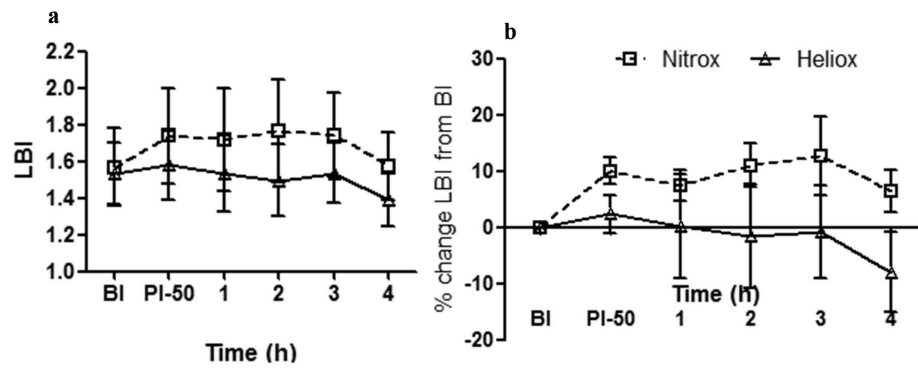 a
2.2
2.0
1.8
1.6
1.4
1.2
1.0
LBI
BI PI-50 1 2 3 4
Time (h)
b
30
20
10
0
-10
-20
% change LBI from BI
Nitrox Heliox
Time (h)
BI PI-50 1 2 3 4